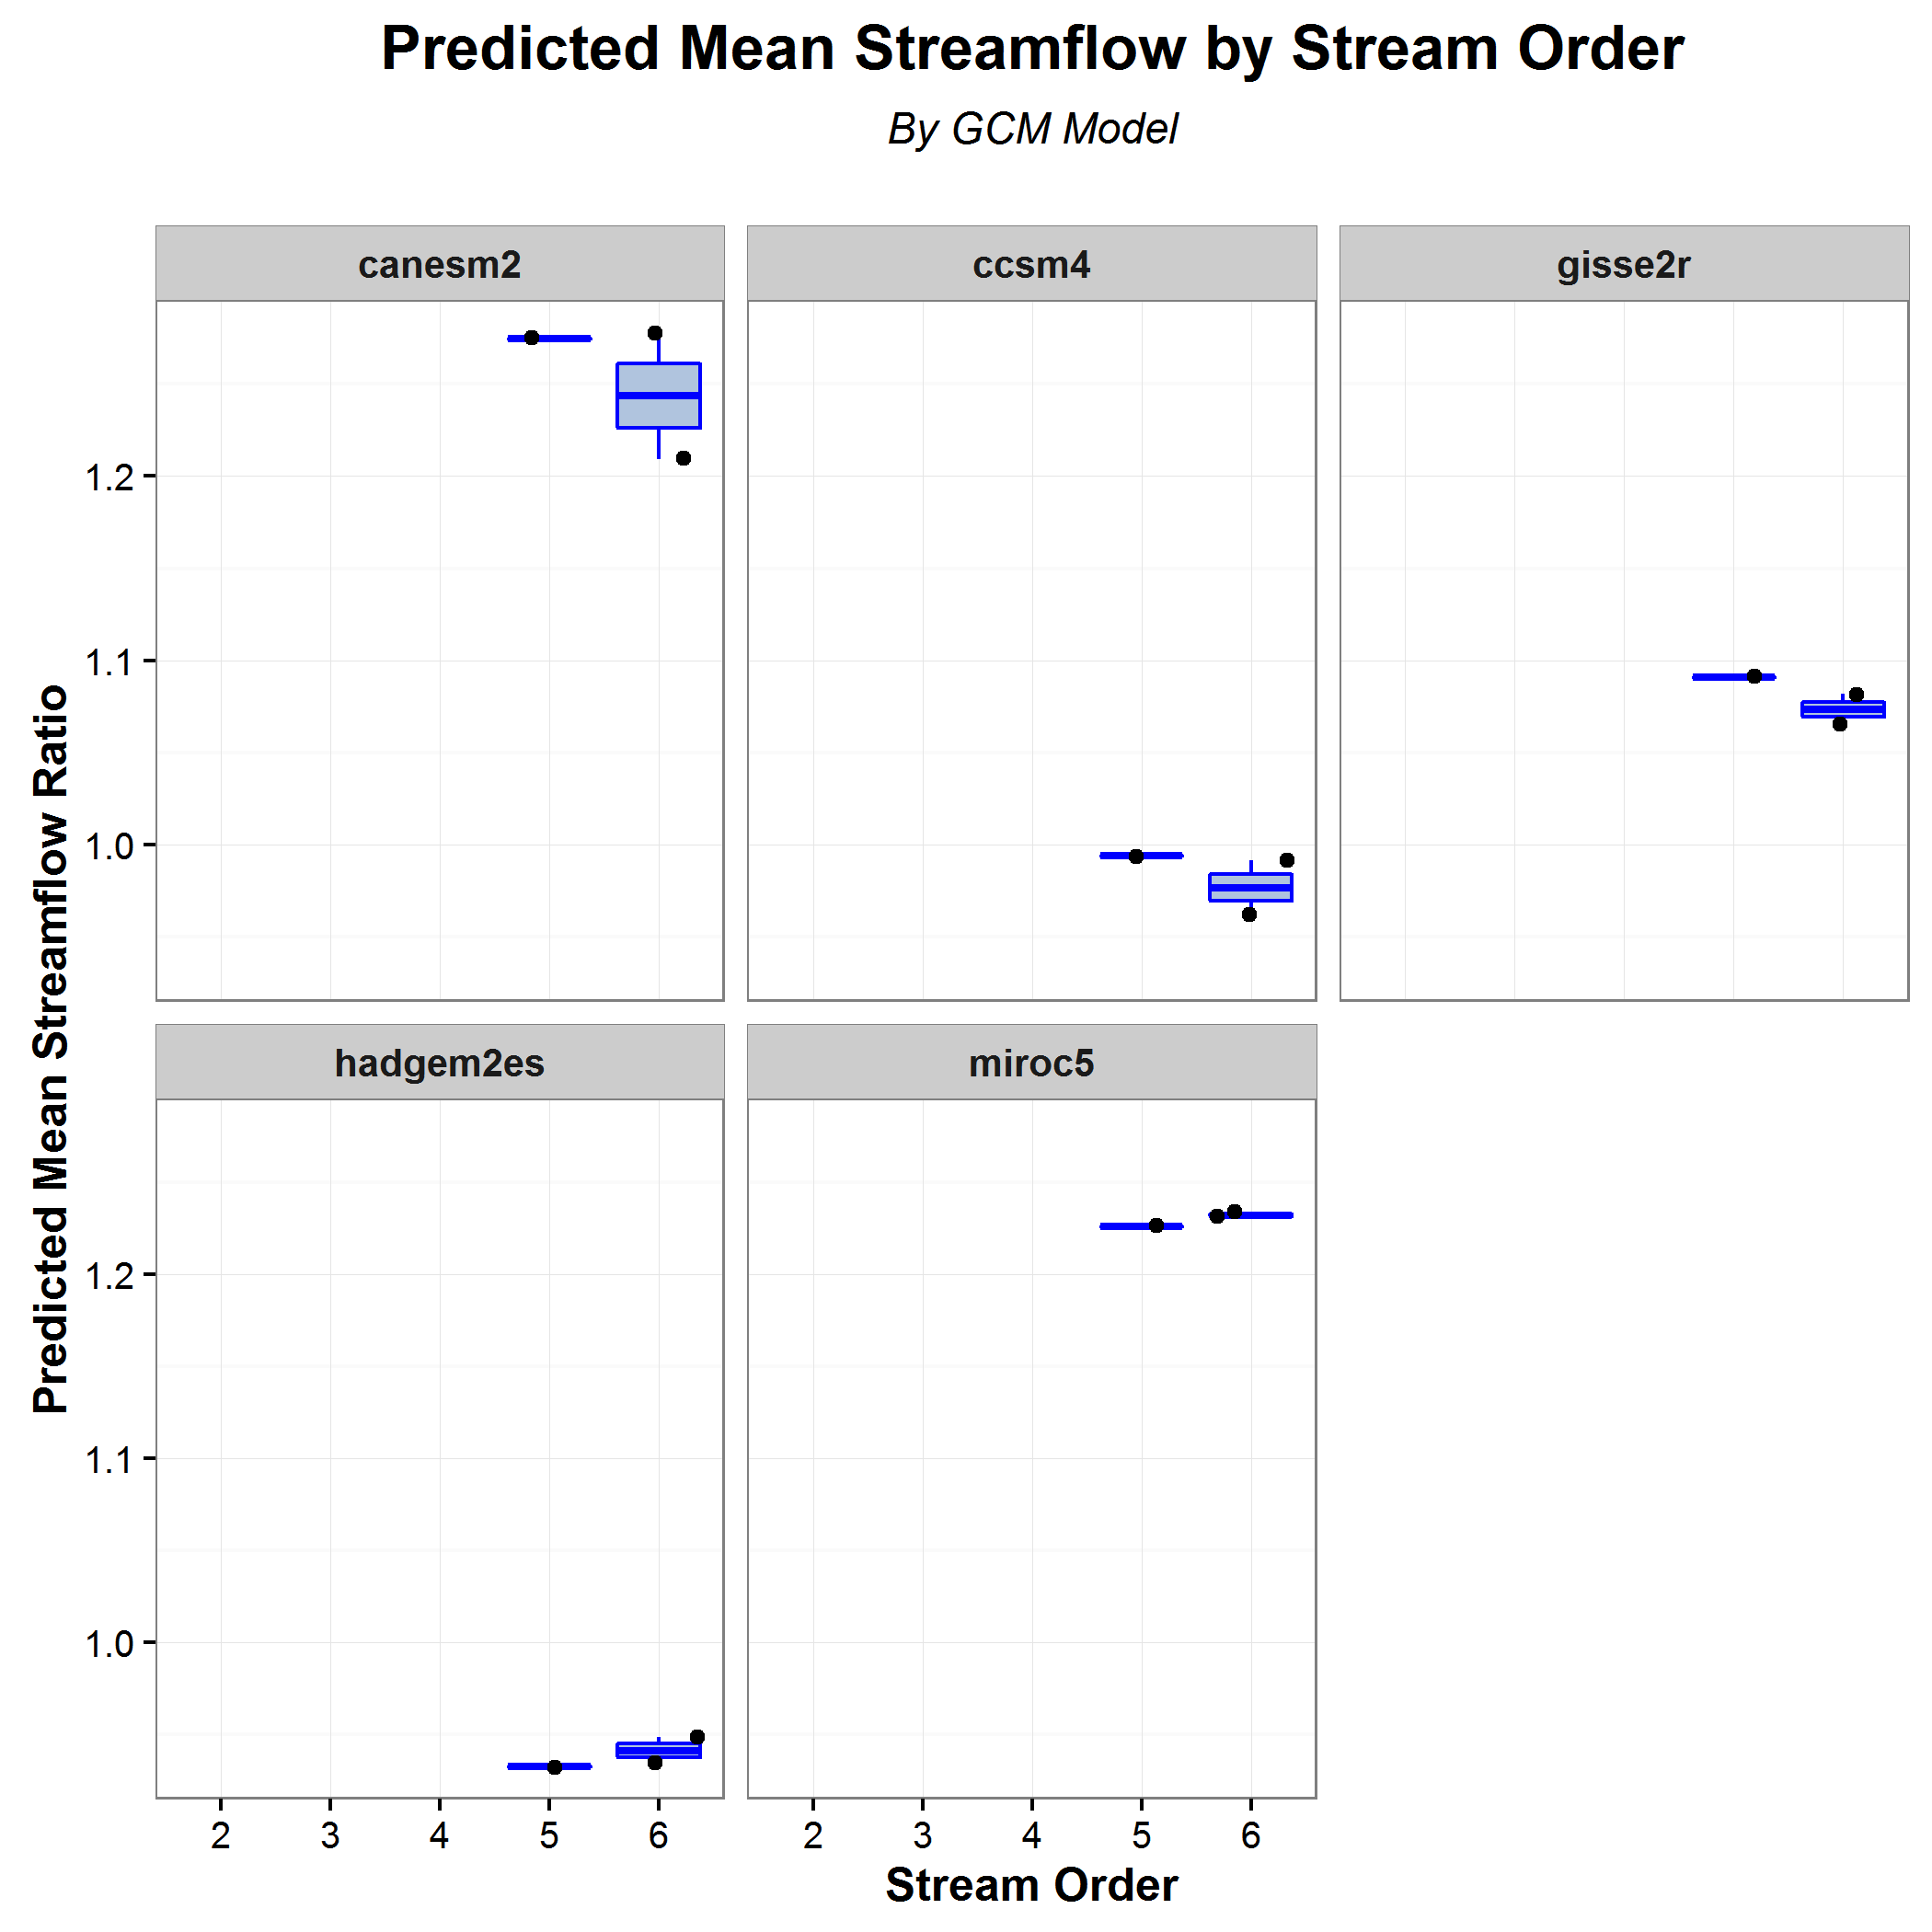 Predicted Mean Streamflow by Stream Order
By GCM Model
canesm2
ccsm4
gisse2r
1.2
1.1
1.0
Predicted Mean Streamflow Ratio
hadgem2es
miroc5
1.2
1.1
1.0
2 3 4 5 6
2 3 4 5 6
Stream Order